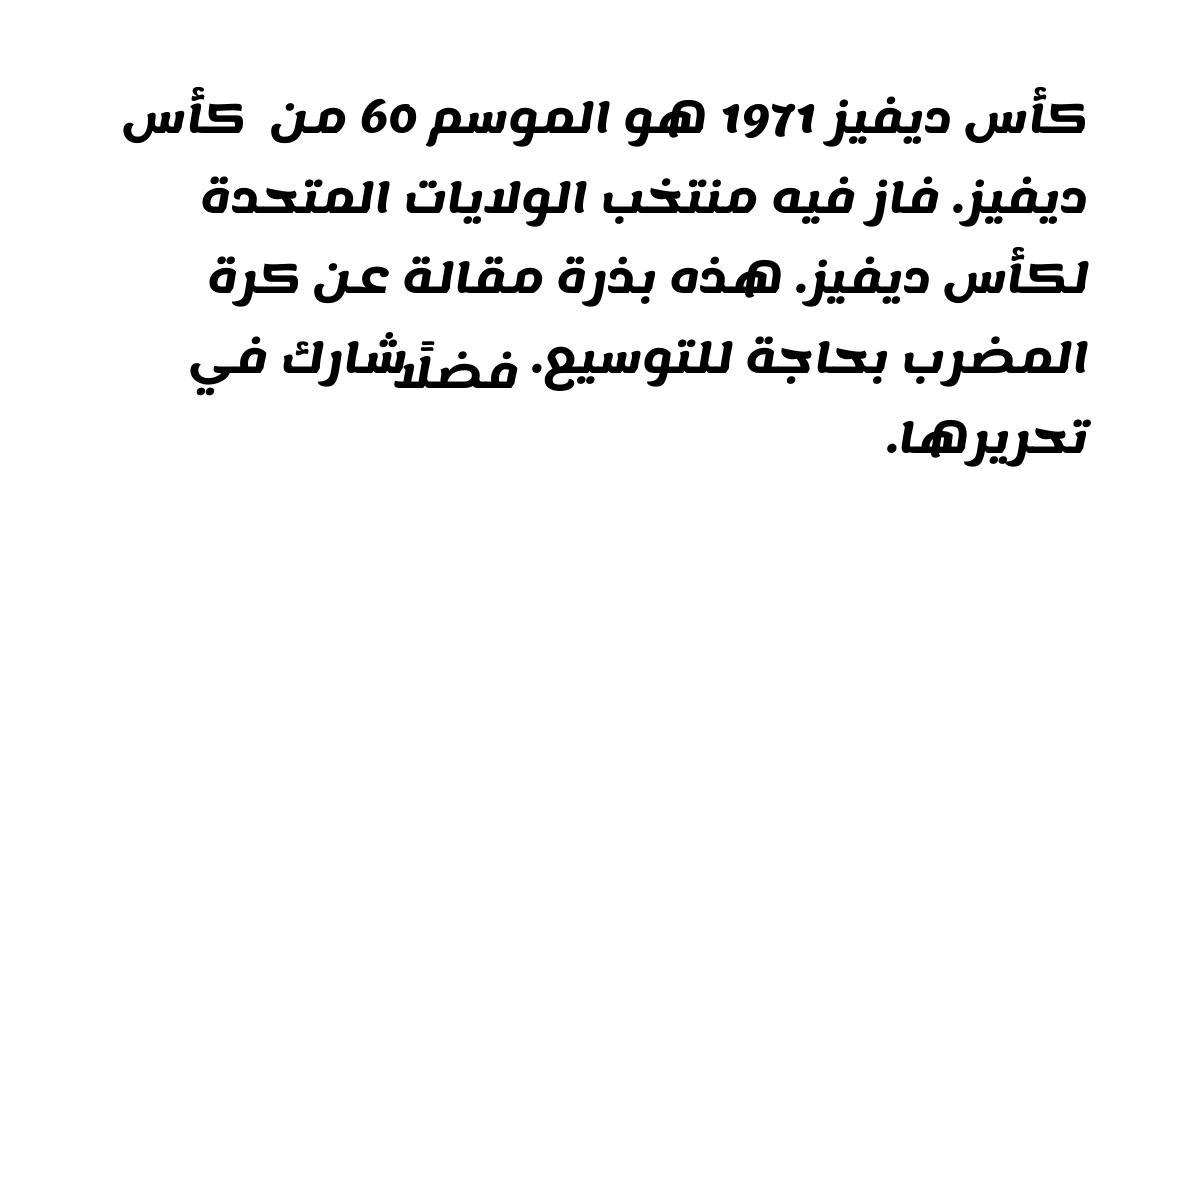 كأس ديفيز 1971 هو الموسم 60 من كأس
ديفيز. فاز فيه منتخب الولايات المتحدة
لكأس ديفيز. هذه بذرة مقالة عن كرة
المضرب بحاجة للتوسيع. فضلًا شارك في
تحريرها.